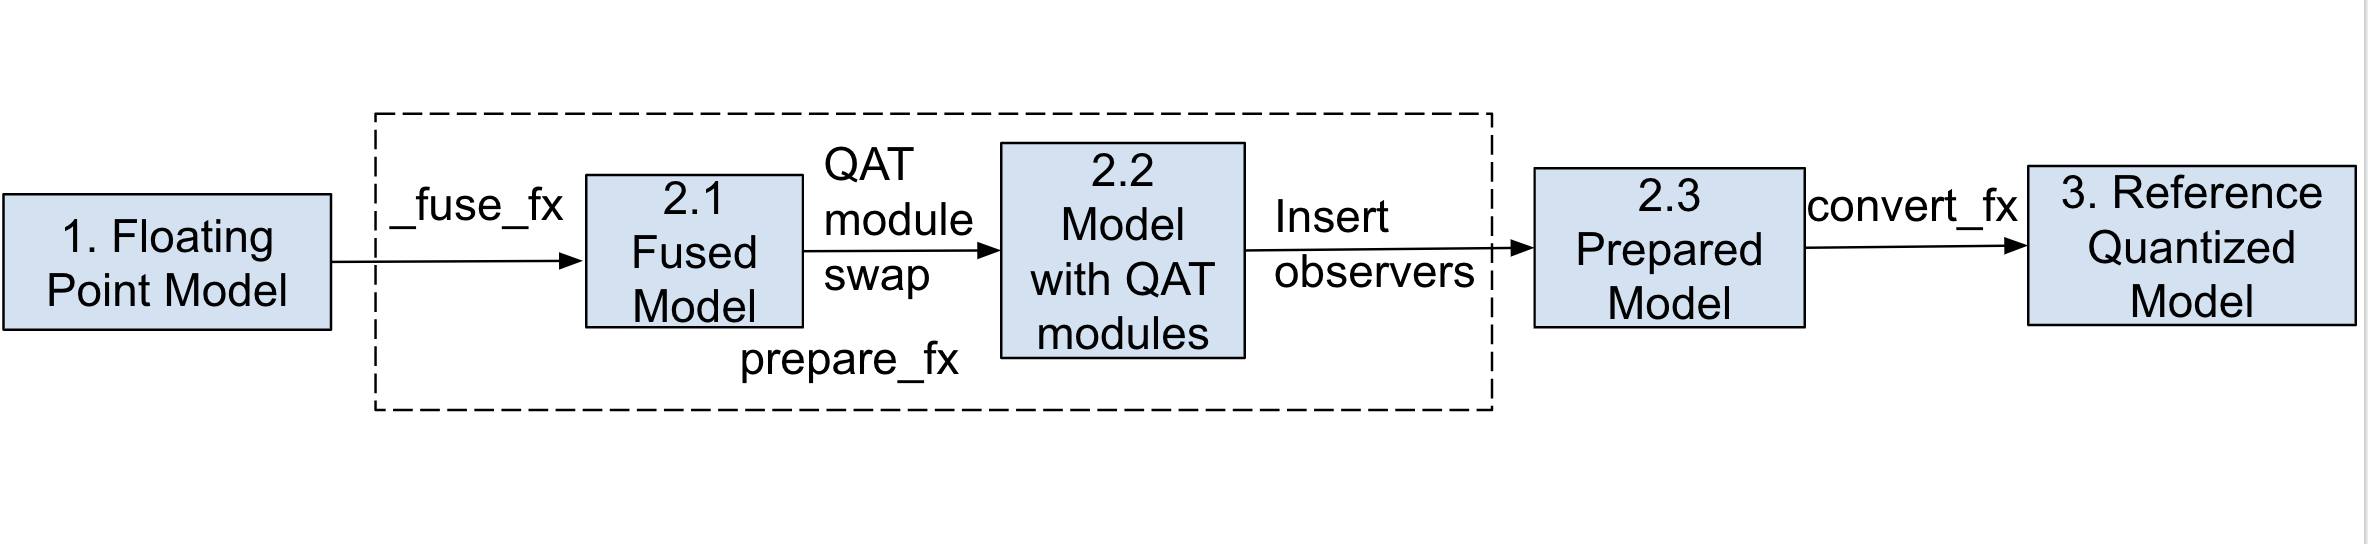 1. Floating
Point Model
_fuse_fx
2.1
Fused
Model
QAT
module
swap
prepare_fx
2.2
Model
with QAT
modules
Insert
observers
2.3
Prepared
Model
convert_fx
3. Reference
Quantized
Model